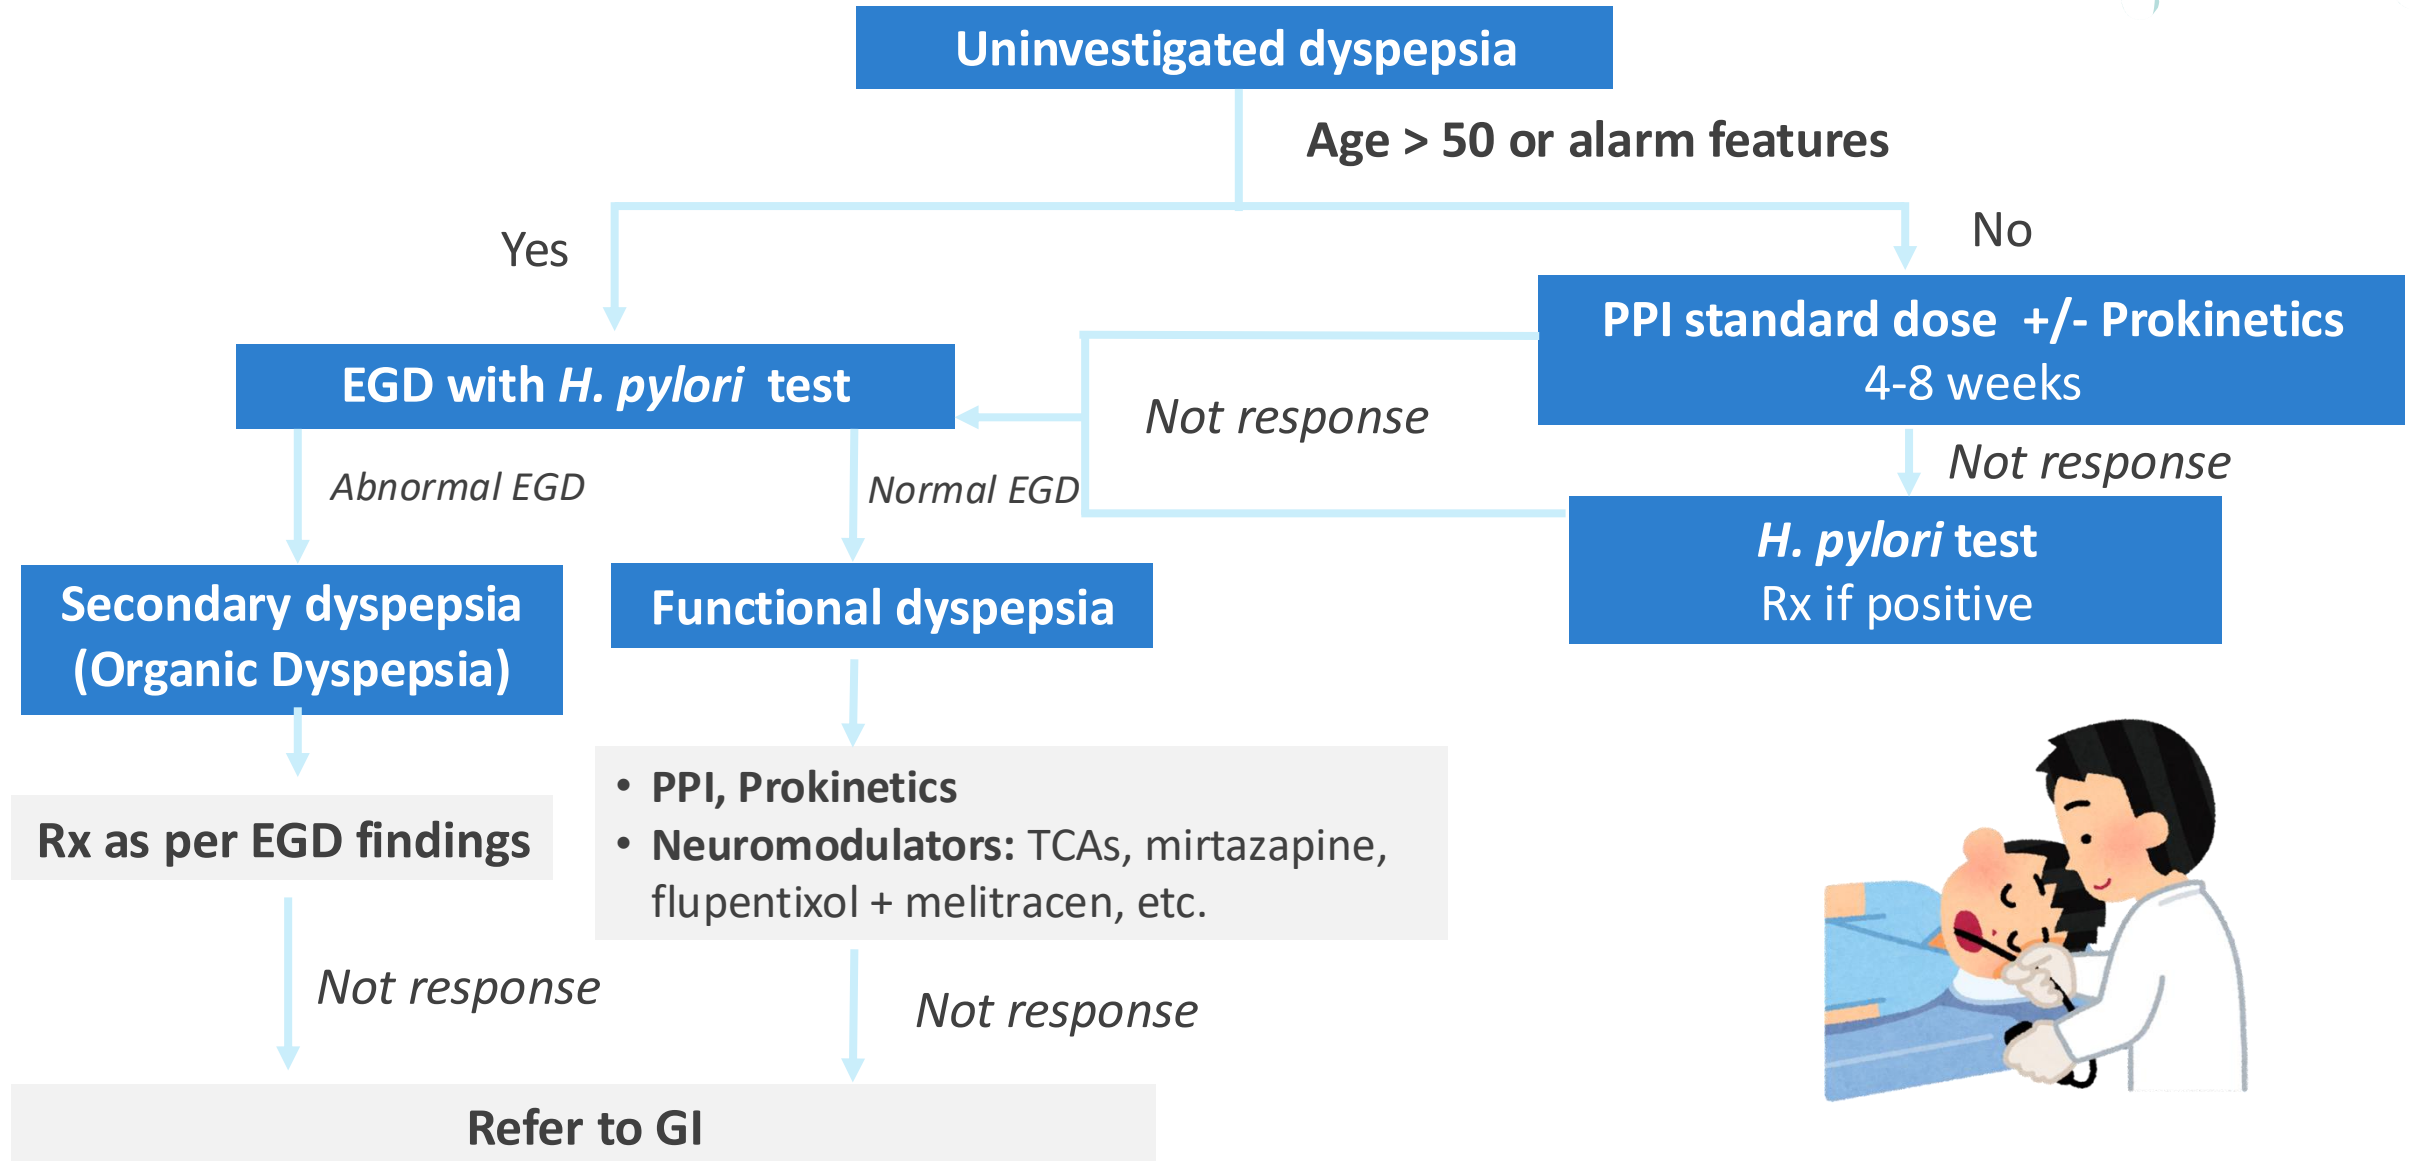 Uninvestigated dyspepsia
Age > 50 or alarm features
Yes
No
PPI standard dose +/- Prokinetics
4-8 weeks
EGD with H. pylori test
Not response
Not response
Abnormal EGD
Normal EGD
H. pylori test
Rx if positive
Secondary dyspepsia
(Organic Dyspepsia)
Functional dyspepsia
Rx as per EGD findings
• PPI, Prokinetics
• Neuromodulators: TCAs, mirtazapine,
flupentixol + melitracen, etc.
Not response
Not response
Refer to GI